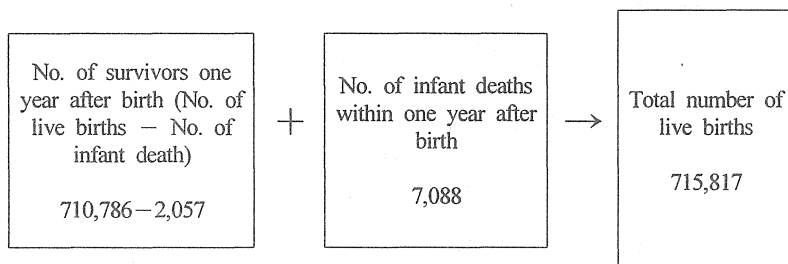 No. of survivors one
year after birth (No. of
live births − No. of
infant death)
710,786−2,057
+
No. of infant deaths
within one year after
birth
7,088
→
Total number of
live births
715,817